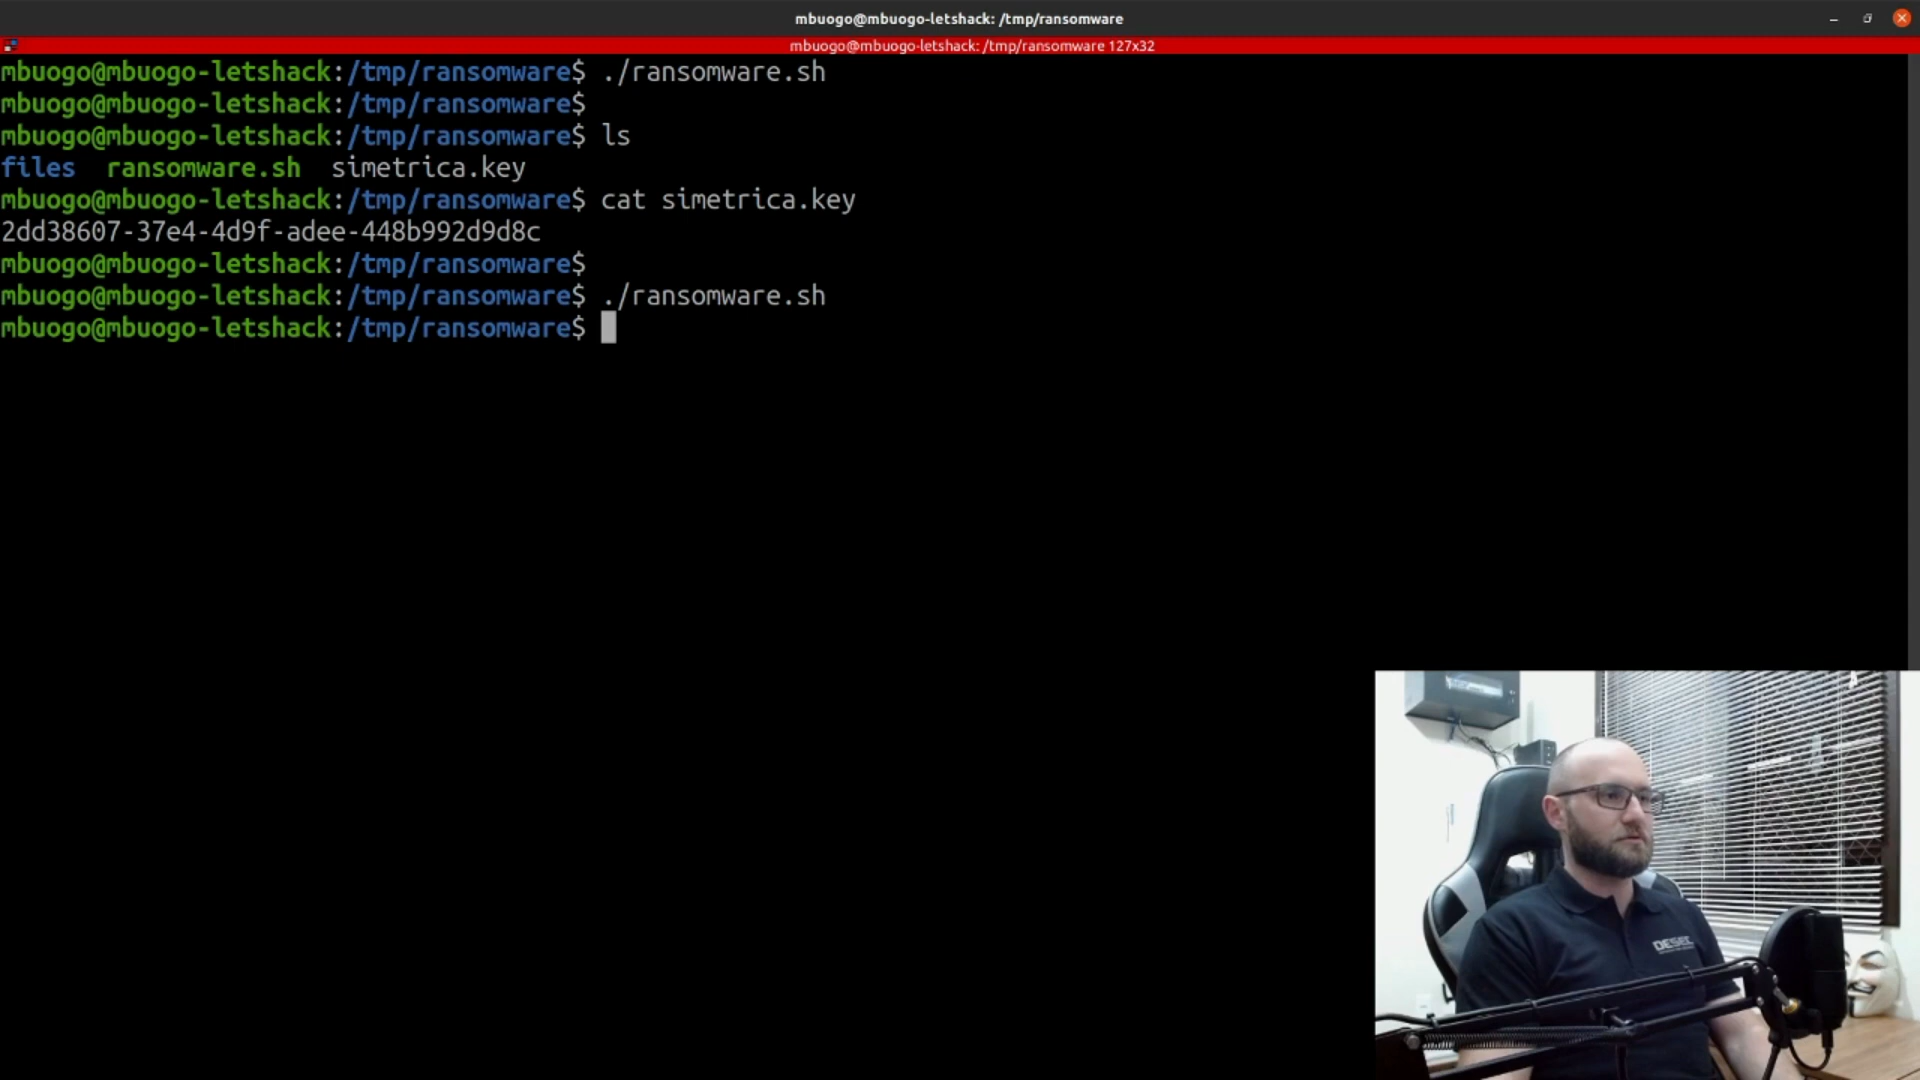 mbuogo@mbuogo-letshack: /tmp/ransomware
mbuogo@mbuogo-letshack: /tmp/ransomware 127x32
mbuogo@mbuogo-letshack:/tmp/ransomware$ ./ransomware.sh
mbuogo@mbuogo-letshack:/tmp/ransomware$
mbuogo@mbuogo-letshack:/tmp/ransomware$ ls
files ransomware.sh simetrica.key
mbuogo@mbuogo-letshack:/tmp/ransomware$ cat simetrica.key
2dd38607-37e4-4d9f-adee-448b992d9d8c
mbuogo@mbuogo-letshack:/tmp/ransomware$
mbuogo@mbuogo-letshack:/tmp/ransomware$ ./ransomware.sh
mbuogo@mbuogo-letshack:/tmp/ransomware$
DESEC